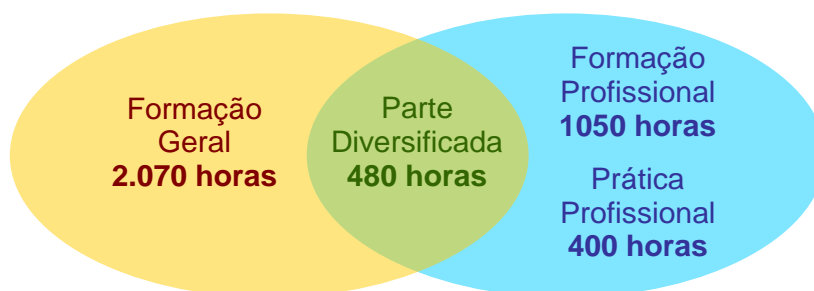 Formação
Geral
2.070 horas
Parte
Diversificada
480 horas
Formação
Profissional
1050 horas
Prática
Profissional
400 horas